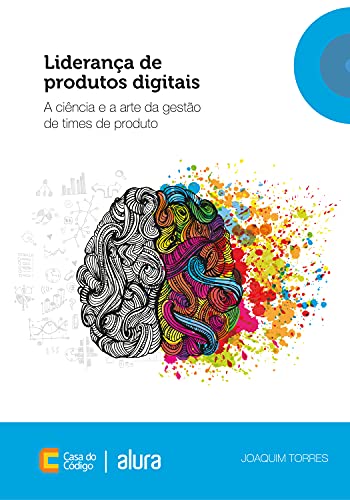 Liderança de
produtos digitais
A ciência e a arte da gestão
de times de produto
Casa do
Código
alura
JOAQUIM TORRES